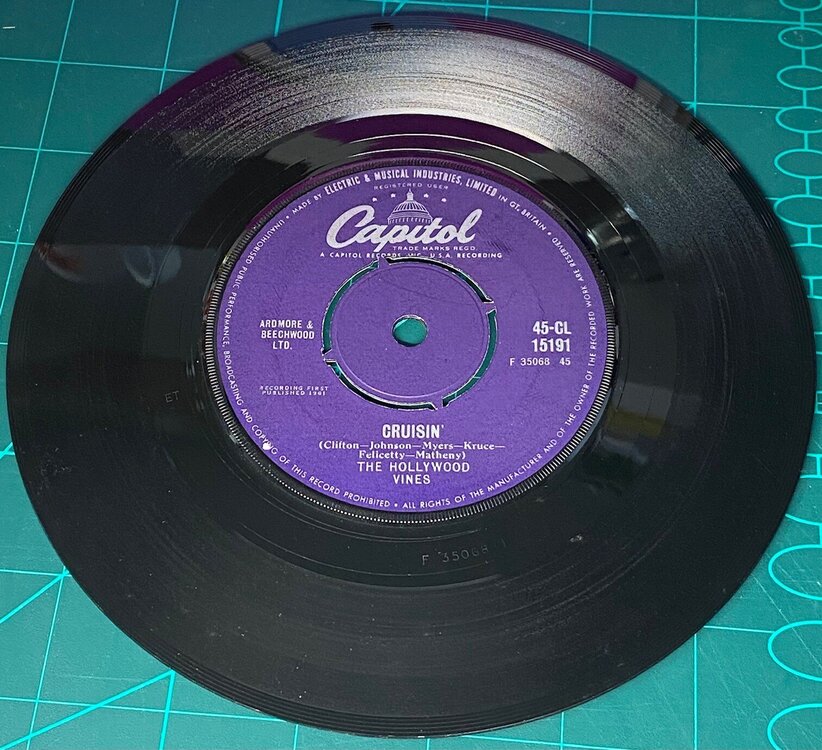 UNAUTHORISED PUBLIC PERFORMANCE, BROADCASTING AND COPYING OF THIS RECORD PROHIBITED • ALL RIGHTS OF THE MANUFACTURER AND OF THE OWNER OF THE RECORDED WORK ARE RESERVED • MADE BY ELECTRIC & MUSICAL INDUSTRIES, LIMITED IN GT. BRITAIN •
REGISTERED USER
Capitol
TRADE MARKS REGD.
A CAPITOL RECORDS, INC., U.S.A. RECORDING
ARDMORE &
BEECHWOOD
LTD.
45-CL
15191
F 35068 45
RECORDING FIRST
PUBLISHED 1961
CRUISIN'
(Clifton—Johnson—Myers—Kruce—
Felicetty—Matheny)
THE HOLLYWOOD
VINES
ET
F 35068